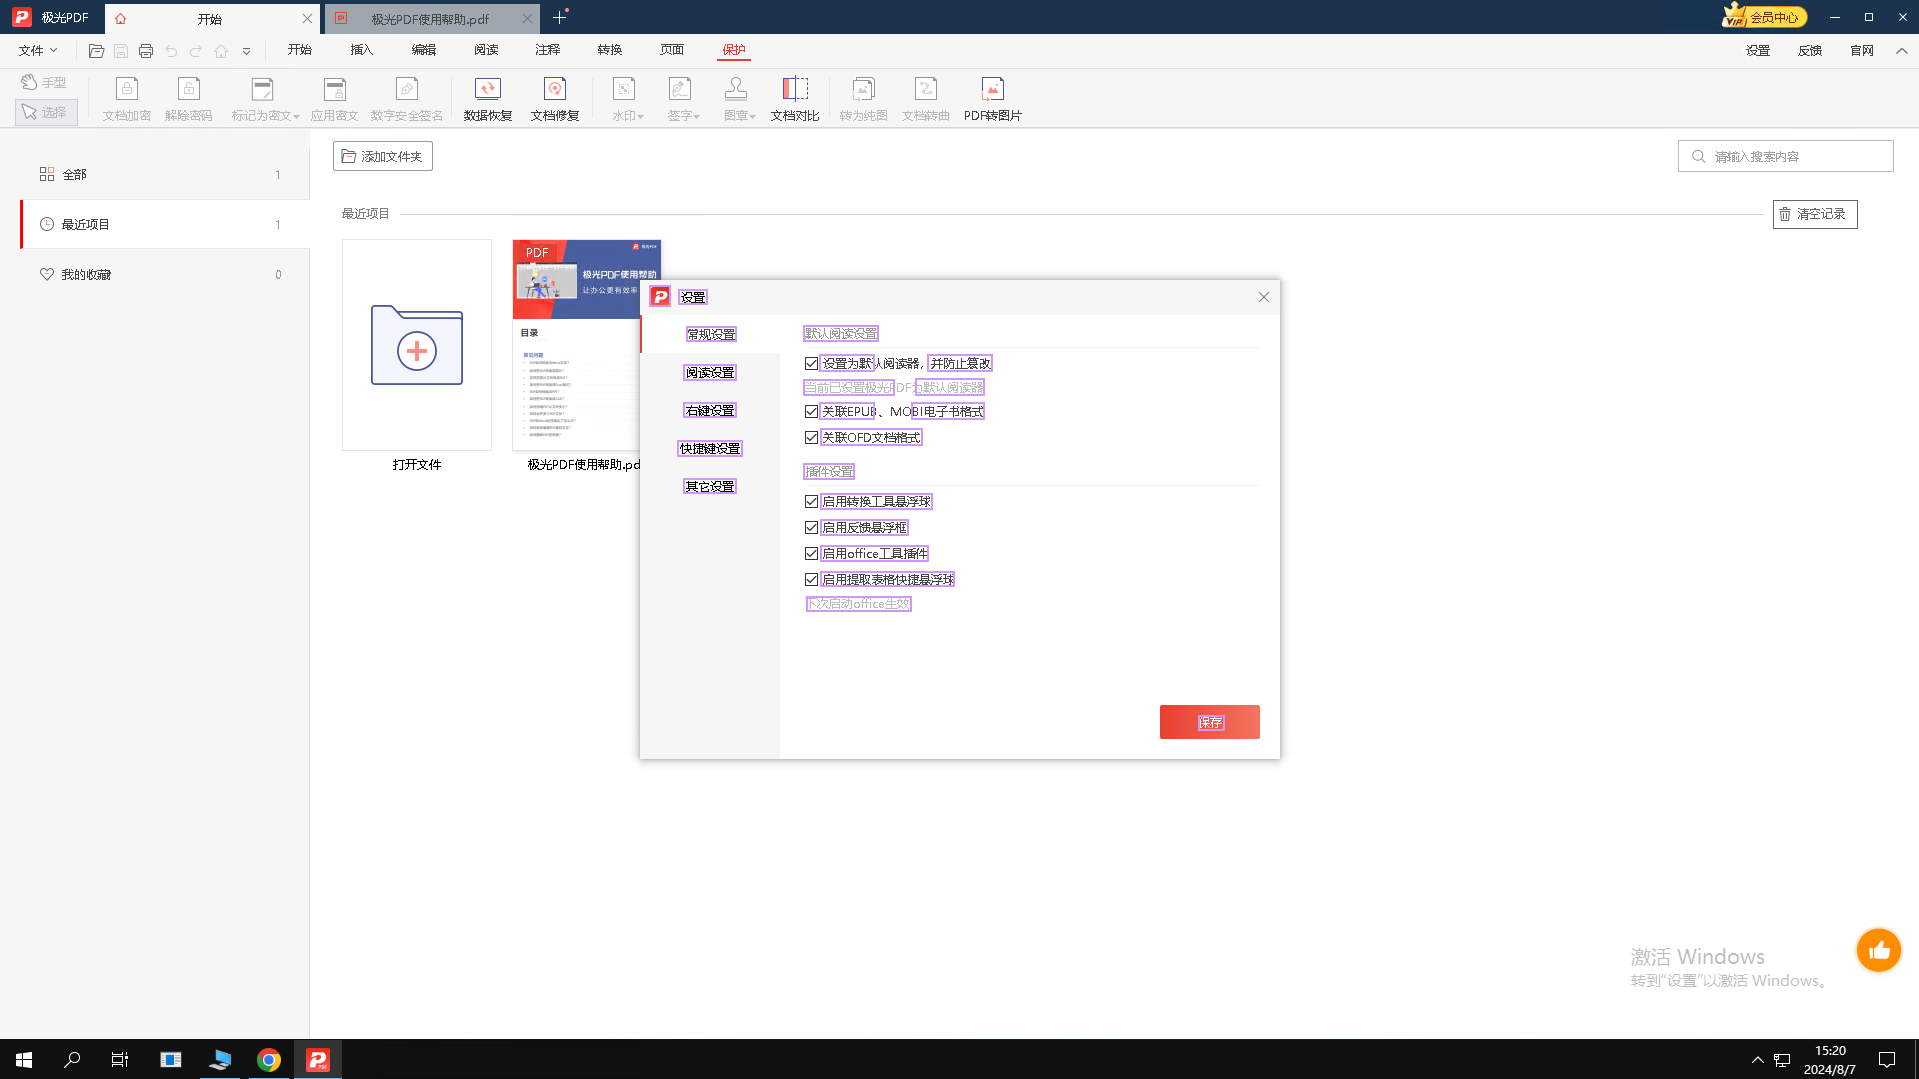 极光PDF
开始
极光PDF使用帮助.pdf
VIP 会员中心
文件
开始
插入
编辑
阅读
注释
转换
页面
保护
设置
反馈
官网
手型
选择
文档加密
解除密码
标记为密文
应用密文
数字安全签名
数据恢复
文档修复
水印
签字
图章
文档对比
转为纯图
文档转曲
PDF转图片
全部 1
最近项目 1
我的收藏 0
添加文件夹
请输入搜索内容
最近项目
清空记录
打开文件
PDF
极光PDF
极光PDF使用帮助
让办公更有效率
目录
常见问题
极光PDF使用帮助.pd
设置
常规设置
阅读设置
右键设置
快捷键设置
其它设置
默认阅读设置
设置为默认阅读器，并防止篡改
当前已设置极光PDF为默认阅读器
关联EPUB、MOBI电子书格式
关联OFD文档格式
插件设置
启用转换工具悬浮球
启用反馈悬浮框
启用office工具插件
启用提取表格快捷悬浮球
下次启动office生效
保存
激活 Windows
转到“设置”以激活 Windows。
15:20
2024/8/7